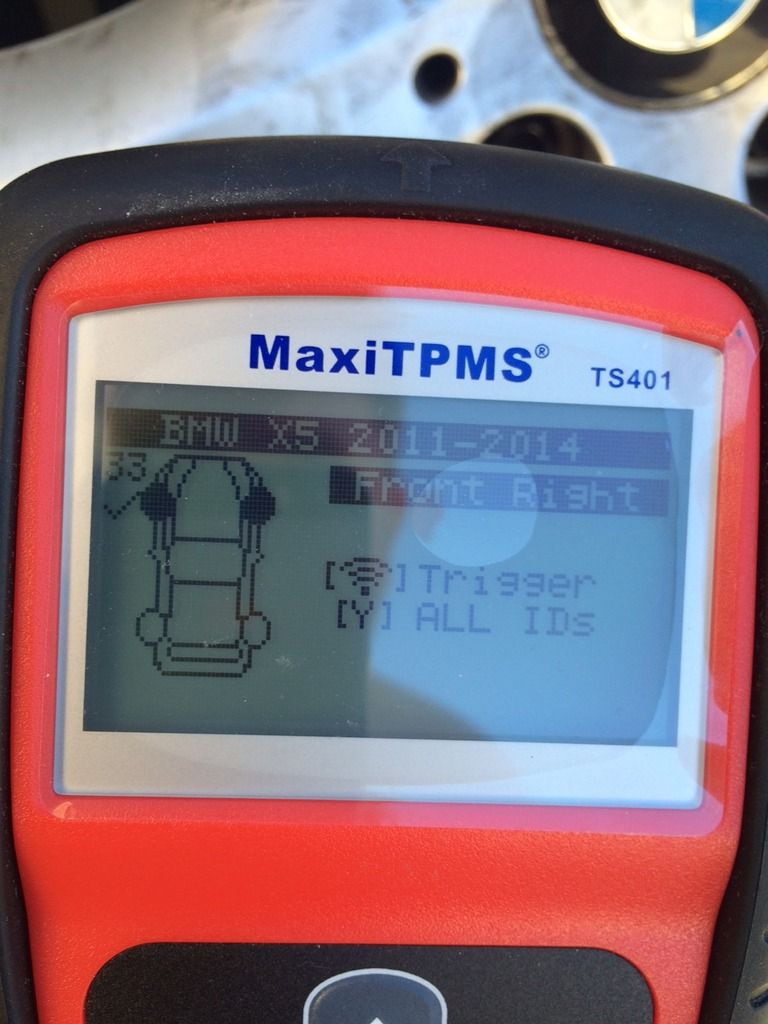 MaxiTPMS® TS401
BMW X5 2011-2014
33
Front Right
[] Trigger
[Y] ALL IDs